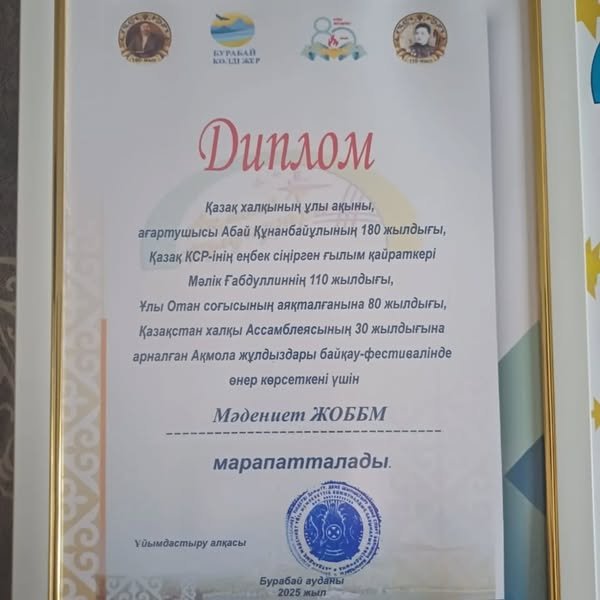 БУРАБАЙ
КӨЛДІ ЖЕР
Диплом
Қазақ халқының ұлы ақыны,
ағартушысы Абай Құнанбайұлының 180 жылдығы,
Қазақ КСР-інің еңбек сіңірген ғылым қайраткері
Мәлік Ғабдуллиннің 110 жылдығы,
Ұлы Отан соғысының аяқталғанына 80 жылдығы,
Қазақстан халқы Ассамблеясының 30 жылдығына
арналған Ақмола жұлдыздары байқау-фестивалінде
өнер көрсеткені үшін
Мәдениет ЖОББМ
марапатталады.
Ұйымдастыру алқасы
Бурабай ауданы
2025 жыл